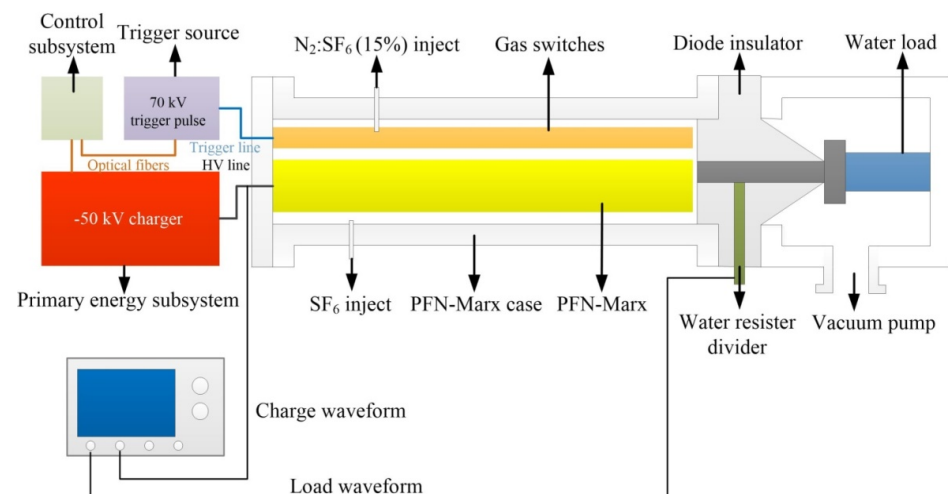 Control
subsystem
Trigger source
N₂:SF₆ (15%) inject
Gas switches
Diode insulator
Water load
70 kV
trigger pulse
Trigger line
Optical fibers
HV line
-50 kV charger
Primary energy subsystem
SF₆ inject
PFN-Marx case
PFN-Marx
Water resister
divider
Vacuum pump
Charge waveform
Load waveform